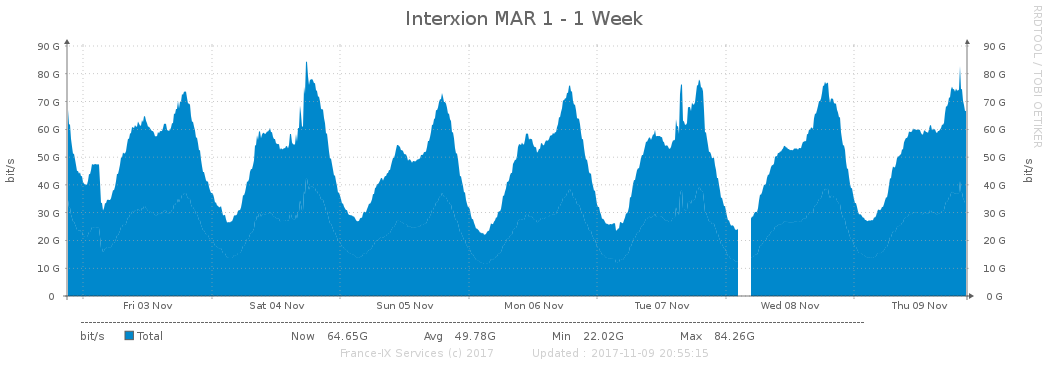 Interxion MAR 1 - 1 Week
RRDTOOL / TOBI OETIKER
90 G 90 G
80 G 80 G
70 G 70 G
60 G 60 G
50 G 50 G
40 G 40 G
30 G 30 G
20 G 20 G
10 G 10 G
0 0 G
bit/s bit/s
Fri 03 Nov Sat 04 Nov Sun 05 Nov Mon 06 Nov Tue 07 Nov Wed 08 Nov Thu 09 Nov
bit/s Total Now 64.65G Avg 49.78G Min 22.02G Max 84.26G
France-IX Services (c) 2017 Updated : 2017-11-09 20:55:15